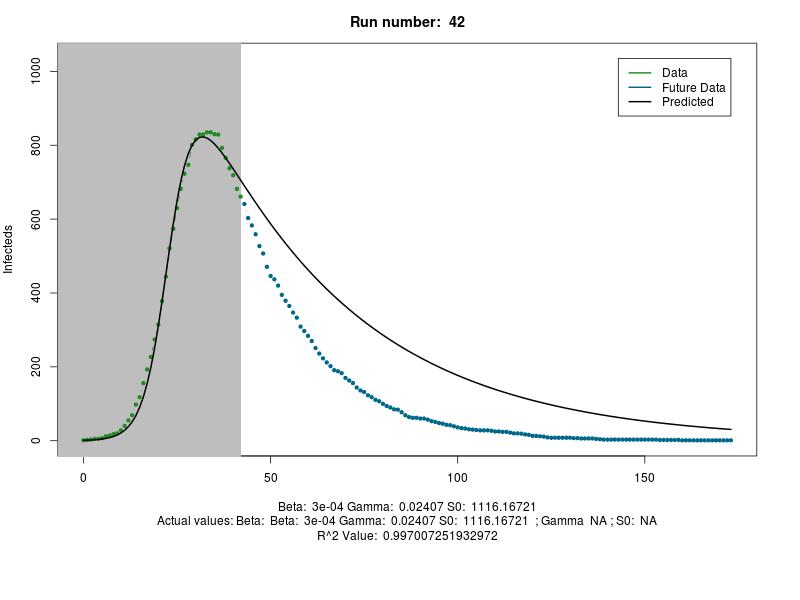 Run number: 42
Data
Future Data
Predicted
Infecteds
1000
800
600
400
200
0
0 50 100 150
Beta: 3e-04 Gamma: 0.02407 S0: 1116.16721
Actual values: Beta: Beta: 3e-04 Gamma: 0.02407 S0: 1116.16721 ; Gamma NA ; S0: NA
R^2 Value: 0.997007251932972